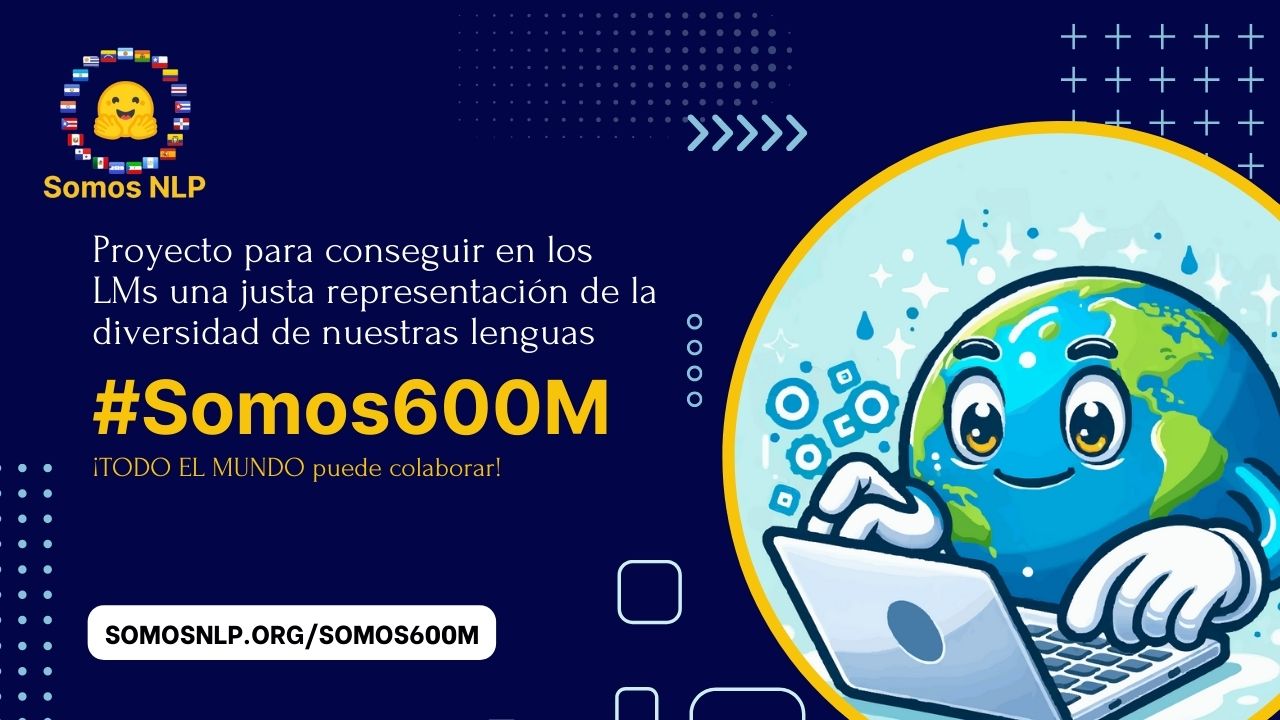 Somos NLP
Proyecto para conseguir en los
LMs una justa representación de la
diversidad de nuestras lenguas
#Somos600M
¡TODO EL MUNDO puede colaborar!
SOMOSNLP.ORG/SOMOS600M